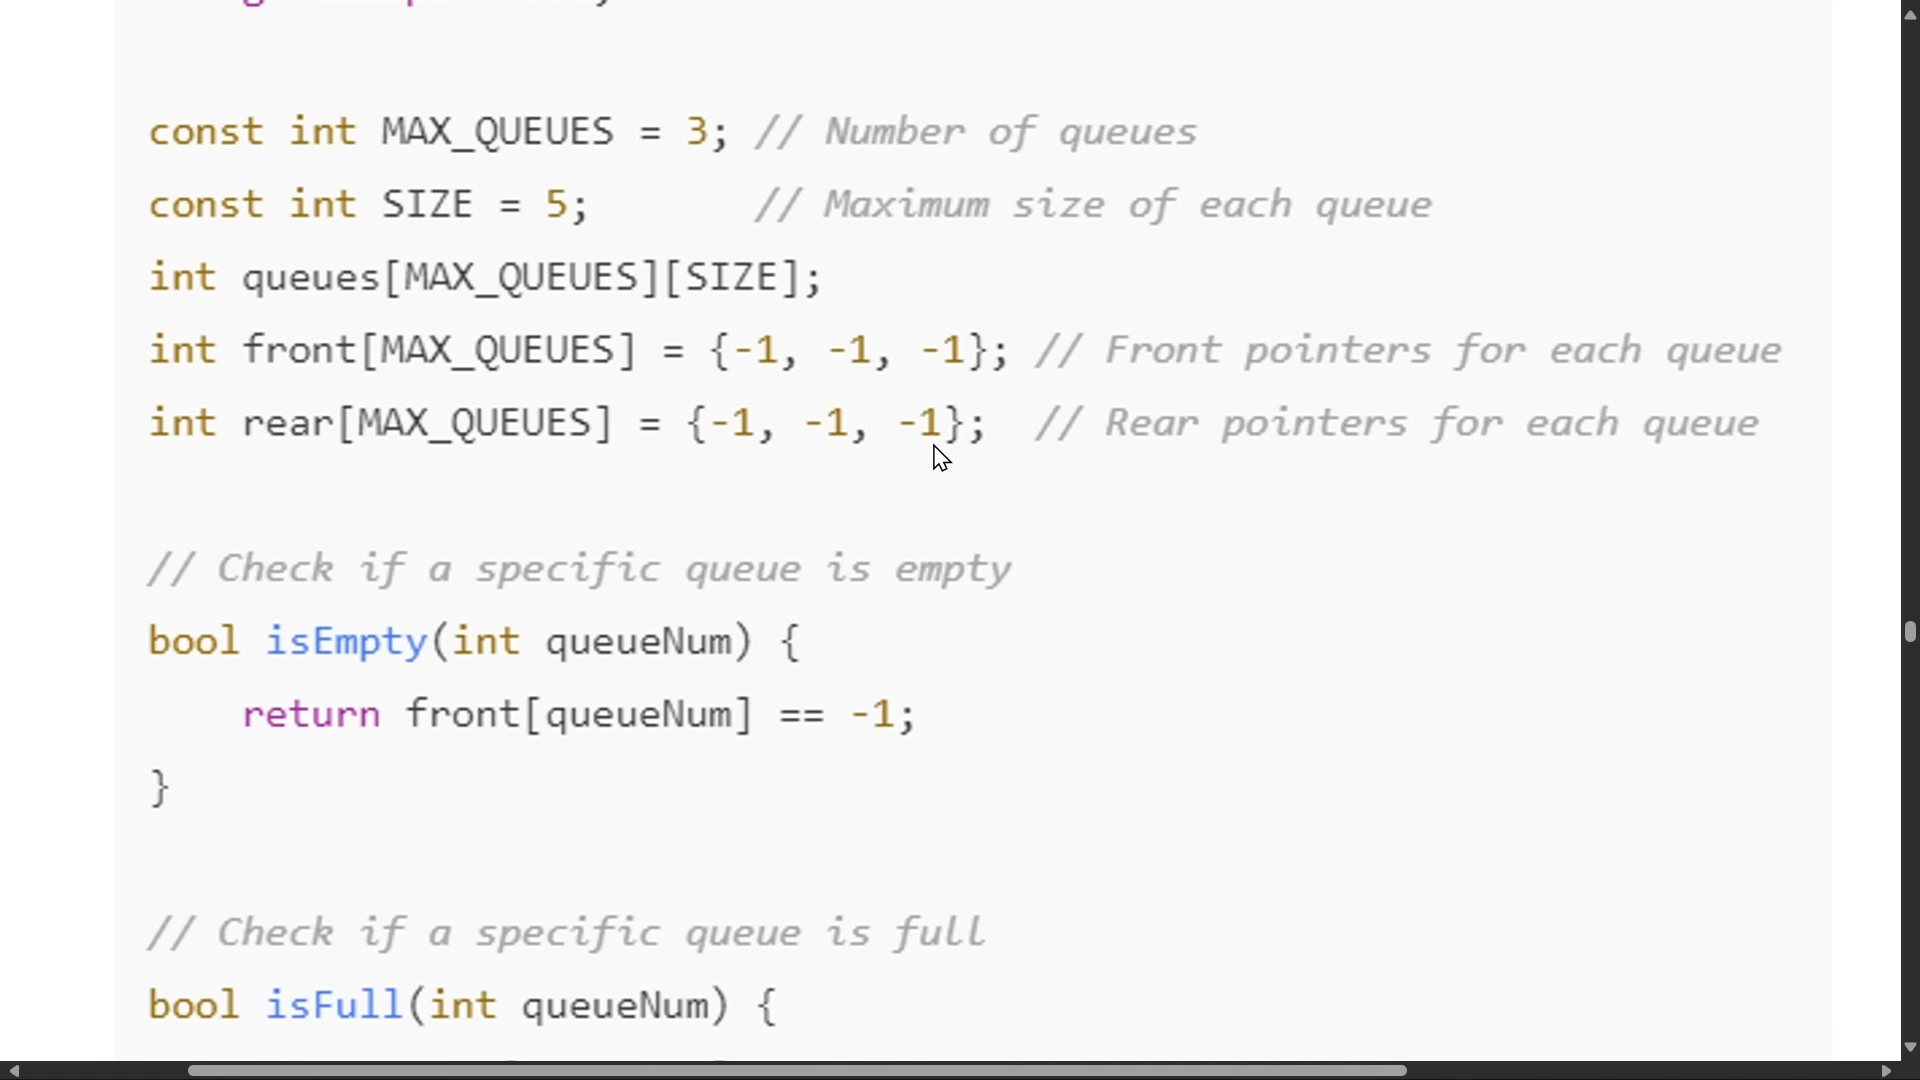 const int MAX_QUEUES = 3; // Number of queues
const int SIZE = 5;       // Maximum size of each queue
int queues[MAX_QUEUES][SIZE];
int front[MAX_QUEUES] = {-1, -1, -1}; // Front pointers for each queue
int rear[MAX_QUEUES] = {-1, -1, -1};  // Rear pointers for each queue
// Check if a specific queue is empty
bool isEmpty(int queueNum) {
    return front[queueNum] == -1;
}
// Check if a specific queue is full
bool isFull(int queueNum) {